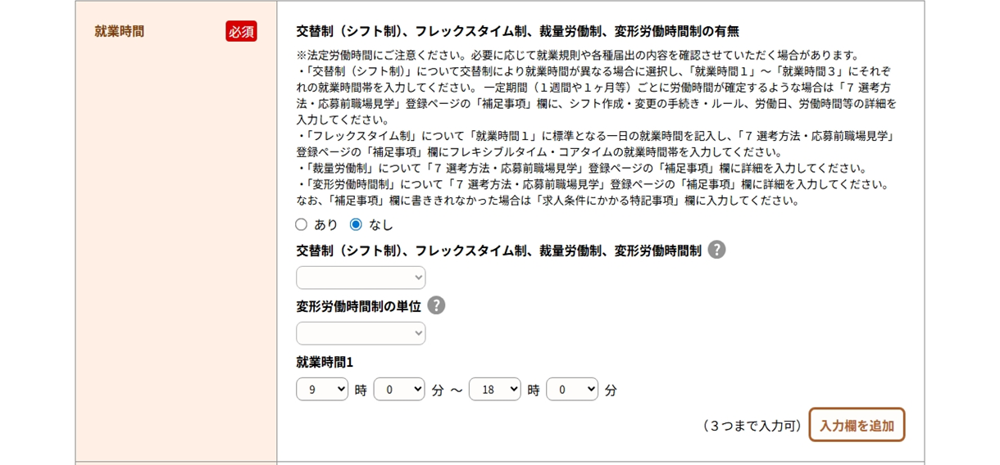 就業時間
必須
交替制（シフト制）、フレックスタイム制、裁量労働制、変形労働時間制の有無
※法定労働時間にご注意ください。必要に応じて就業規則や各種届出の内容を確認させていただく場合があります。
・「交替制（シフト制）」について交替制により就業時間が異なる場合に選択し、「就業時間１」～「就業時間３」にそれぞ
れの就業時間帯を入力してください。 一定期間（１週間や１ヶ月等）ごとに労働時間が確定するような場合は「７ 選考方
法・応募前職場見学」登録ページの「補足事項」欄に、シフト作成・変更の手続き・ルール、労働日、労働時間等の詳細を
入力してください。
・「フレックスタイム制」について「就業時間１」に標準となる一日の就業時間を記入し、「７ 選考方法・応募前職場見学」
登録ページの「補足事項」欄にフレキシブルタイム・コアタイムの就業時間帯を入力してください。
・「裁量労働制」について「７ 選考方法・応募前職場見学」登録ページの「補足事項」欄に詳細を入力してください。
・「変形労働時間制」について「７ 選考方法・応募前職場見学」登録ページの「補足事項」欄に詳細を入力してください。
なお、「補足事項」欄に書ききれなかった場合は「求人条件にかかる特記事項」欄に入力してください。
あり なし
交替制（シフト制）、フレックスタイム制、裁量労働制、変形労働時間制 ?
変形労働時間制の単位 ?
就業時間1
9 時 0 分 ～ 18 時 0 分
（３つまで入力可） 入力欄を追加